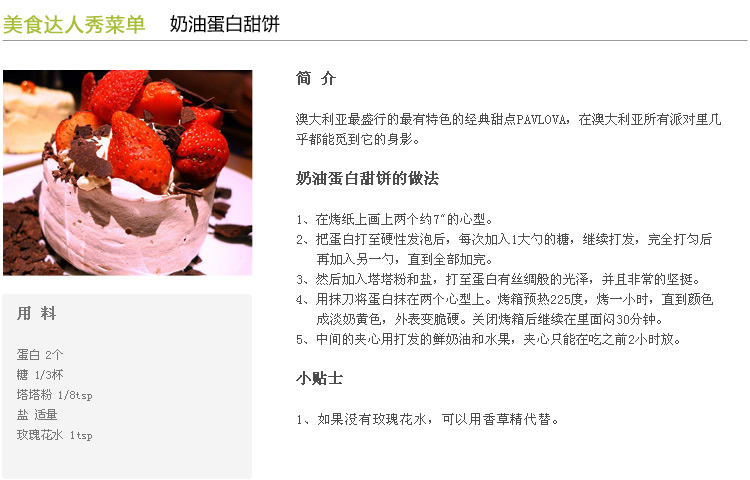 美食达人秀菜单 奶油蛋白甜饼
简 介
澳大利亚最盛行的最有特色的经典甜点PAVLOVA，在澳大利亚所有派对里几
乎都能觅到它的身影。
奶油蛋白甜饼的做法
1、在烤纸上画上两个约7″的心型。
2、把蛋白打至硬性发泡后，每次加入1大勺的糖，继续打发，完全打匀后
再加入另一勺，直到全部加完。
3、然后加入塔塔粉和盐，打至蛋白有丝绸般的光泽，并且非常的坚挺。
4、用抹刀将蛋白抹在两个心型上。烤箱预热225度，烤一小时，直到颜色
成淡奶黄色，外表变脆硬。关闭烤箱后继续在里面闷30分钟。
5、中间的夹心用打发的鲜奶油和水果，夹心只能在吃之前2小时放。
小贴士
1、如果没有玫瑰花水，可以用香草精代替。
用 料
蛋白 2个
糖 1/3杯
塔塔粉 1/8tsp
盐 适量
玫瑰花水 1tsp